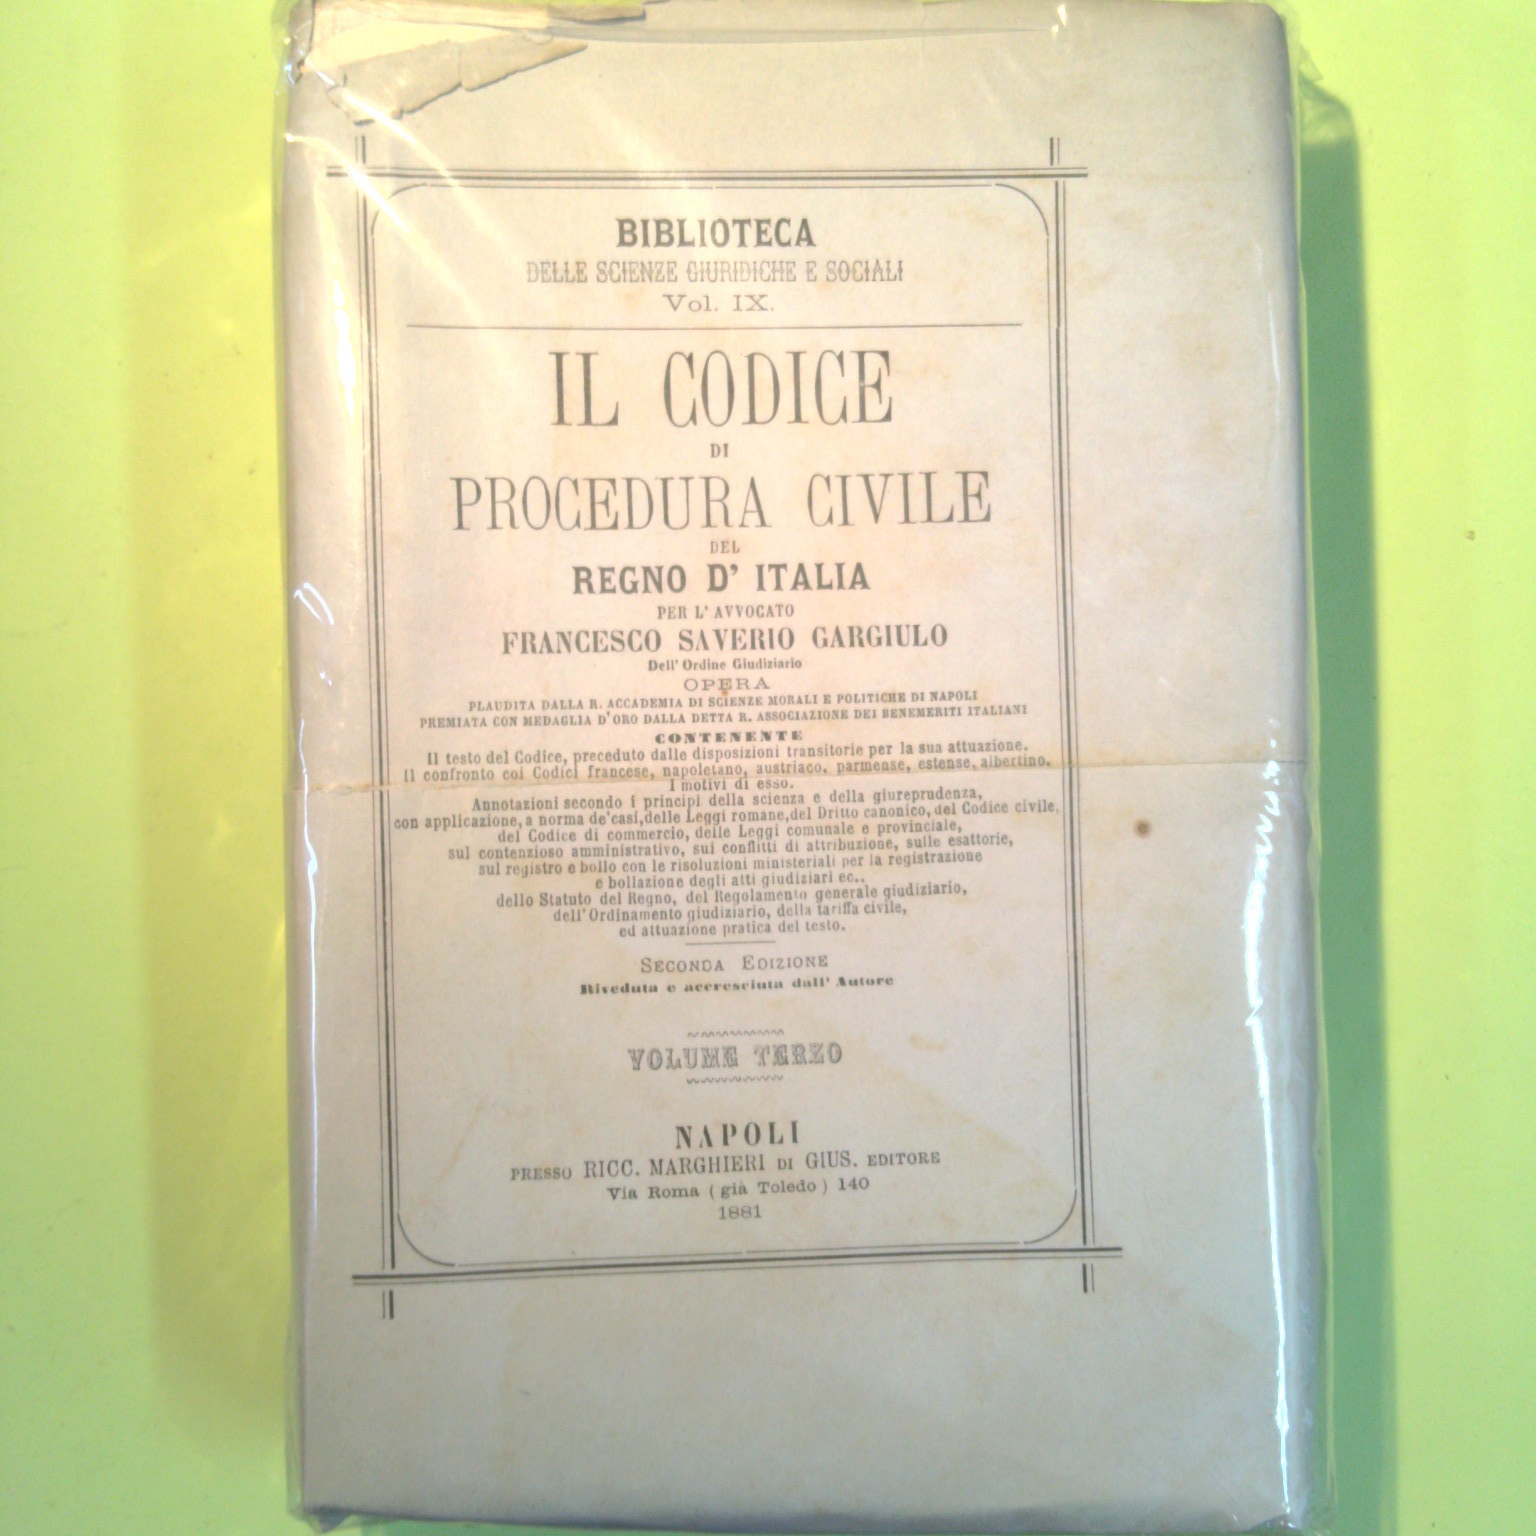 BIBLIOTECA
DELLE SCIENZE GIURIDICHE E SOCIALI
Vol. IX.
IL CODICE
DI
PROCEDURA CIVILE
DEL
REGNO D' ITALIA
PER L' AVVOCATO
FRANCESCO SAVERIO GARGIULO
Dell' Ordine Giudiziario
OPERA
PLAUDITA DALLA R. ACCADEMIA DI SCIENZE MORALI E POLITICHE DI NAPOLI
PREMIATA CON MEDAGLIA D'ORO DALLA DETTA R. ASSOCIAZIONE DEI BENEMERITI ITALIANI
CONTENENTE
Il testo del Codice, preceduto dalle disposizioni transitorie per la sua attuazione.
Il confronto coi Codici francese, napoletano, austriaco, parmense, estense, albertino.
I motivi di esso.
Annotazioni secondo i principi della scienza e della giureprudenza,
con applicazione, a norma de'casi, delle Leggi romane, del Dritto canonico, del Codice civile,
del Codice di commercio, delle Leggi comunale e provinciale,
sul contenzioso amministrativo, sui conflitti di attribuzione, sulle esattorie,
sul registro e bollo con le risoluzioni ministeriali per la registrazione
e bollazione degli atti giudiziari ec..
dello Statuto del Regno, del Regolamento generale giudiziario,
dell'Ordinamento giudiziario, della tariffa civile,
ed attuazione pratica del testo.
SECONDA EDIZIONE
Riveduta e accresciuta dall' Autore
VOLUME TERZO
NAPOLI
PRESSO RICC. MARGHIERI DI GIUS. EDITORE
Via Roma ( già Toledo ) 140
1881